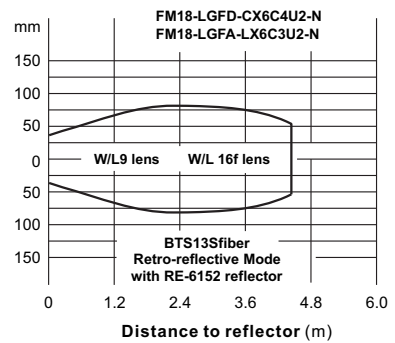 FM18-LGFD-CX6C4U2-N
FM18-LGFA-LX6C3U2-N
mm
150
100
50
0
50
100
150
W/L9 lens W/L 16f lens
BTS13Sfiber
Retro-reflective Mode
with RE-6152 reflector
0 1.2 2.4 3.6 4.8 6.0
Distance to reflector (m)